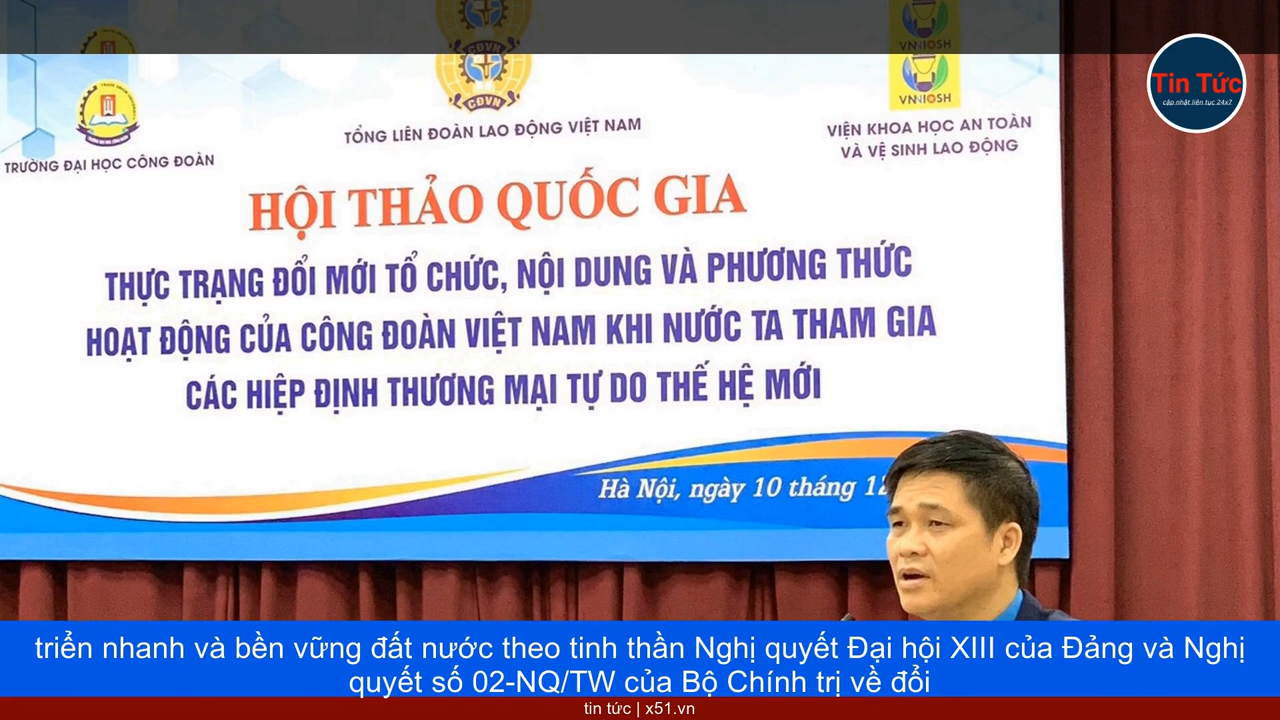 CĐVN
VNNIOSH
CĐVN
VNNIOSH
TRƯỜNG ĐẠI HỌC CÔNG ĐOÀN
TỔNG LIÊN ĐOÀN LAO ĐỘNG VIỆT NAM
VIỆN KHOA HỌC AN TOÀN
VÀ VỆ SINH LAO ĐỘNG
Tin Tức
cập nhật liên tục 24x7
HỘI THẢO QUỐC GIA
THỰC TRẠNG ĐỔI MỚI TỔ CHỨC, NỘI DUNG VÀ PHƯƠNG THỨC
HOẠT ĐỘNG CỦA CÔNG ĐOÀN VIỆT NAM KHI NƯỚC TA THAM GIA
CÁC HIỆP ĐỊNH THƯƠNG MẠI TỰ DO THẾ HỆ MỚI
Hà Nội, ngày 10 tháng 12
triển nhanh và bền vững đất nước theo tinh thần Nghị quyết Đại hội XIII của Đảng và Nghị
quyết số 02-NQ/TW của Bộ Chính trị về đổi
tin tức | x51.vn